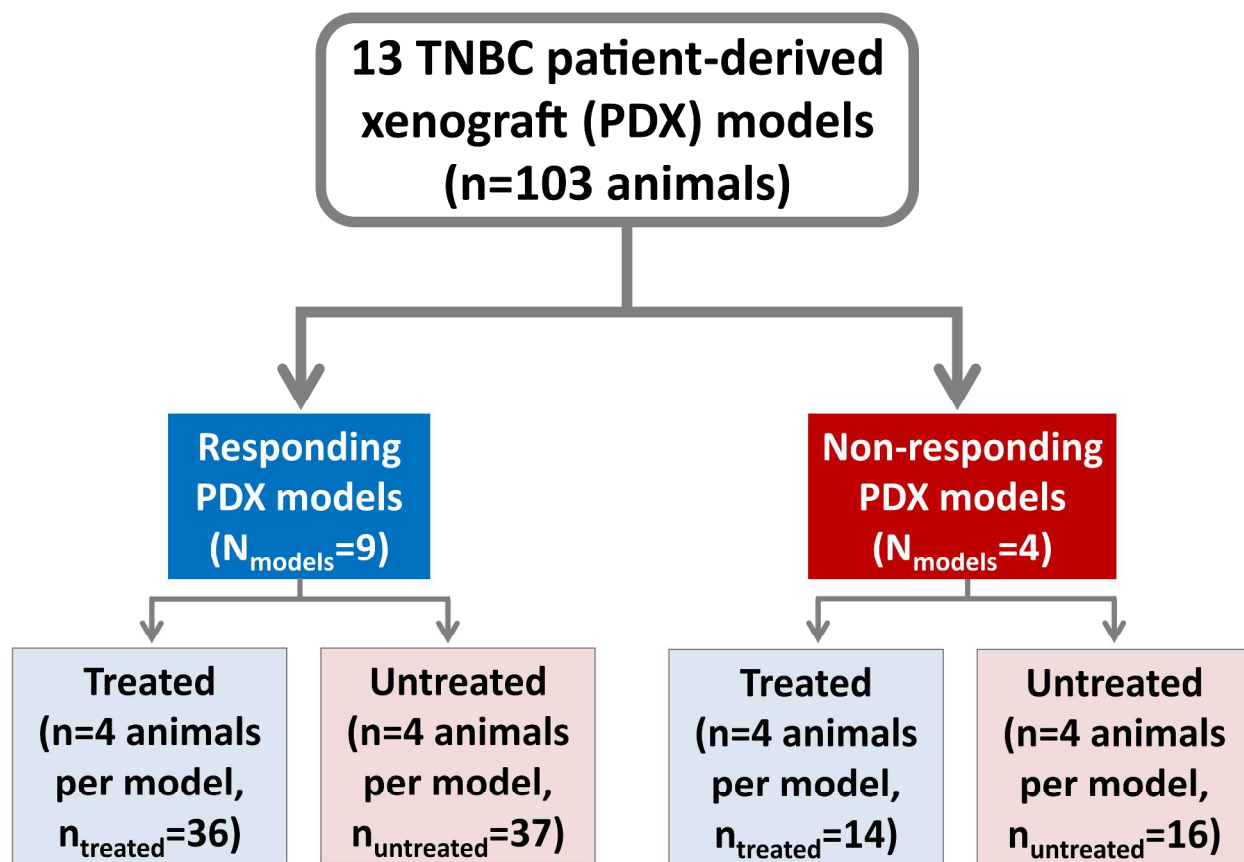 13 TNBC patient-derived
xenograft (PDX) models
(n=103 animals)
Responding
PDX models
(Nmodels=9)
Non-responding
PDX models
(Nmodels=4)
Treated
(n=4 animals
per model,
ntreated=36)
Untreated
(n=4 animals
per model,
nuntreated=37)
Treated
(n=4 animals
per model,
ntreated=14)
Untreated
(n=4 animals
per model,
nuntreated=16)